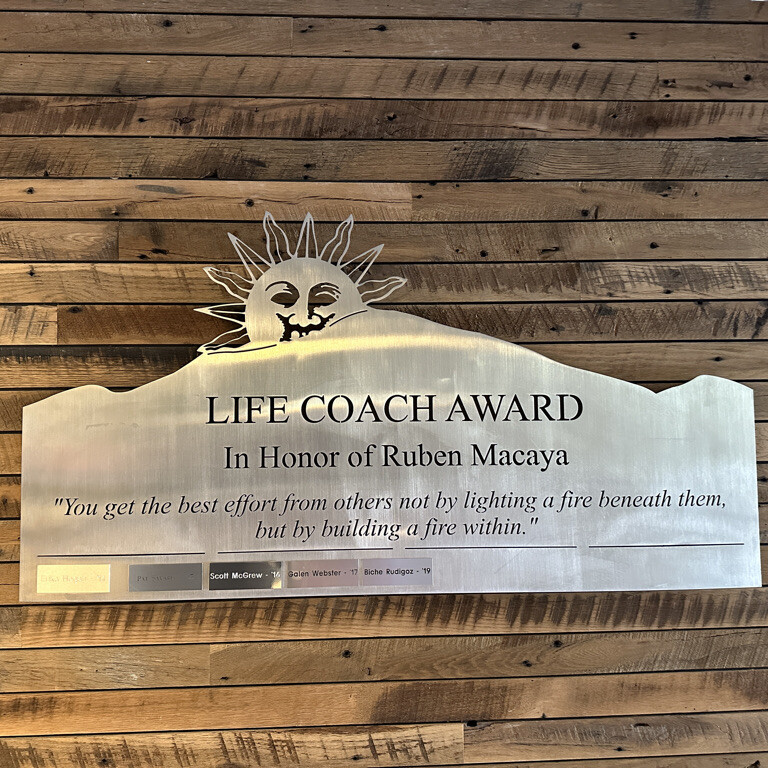 LIFE COACH AWARD
In Honor of Ruben Macaya
"You get the best effort from others not by lighting a fire beneath them,
but by building a fire within."
Scott McGrew - '16 Galen Webster - '17 Biche Rudigoz - '19